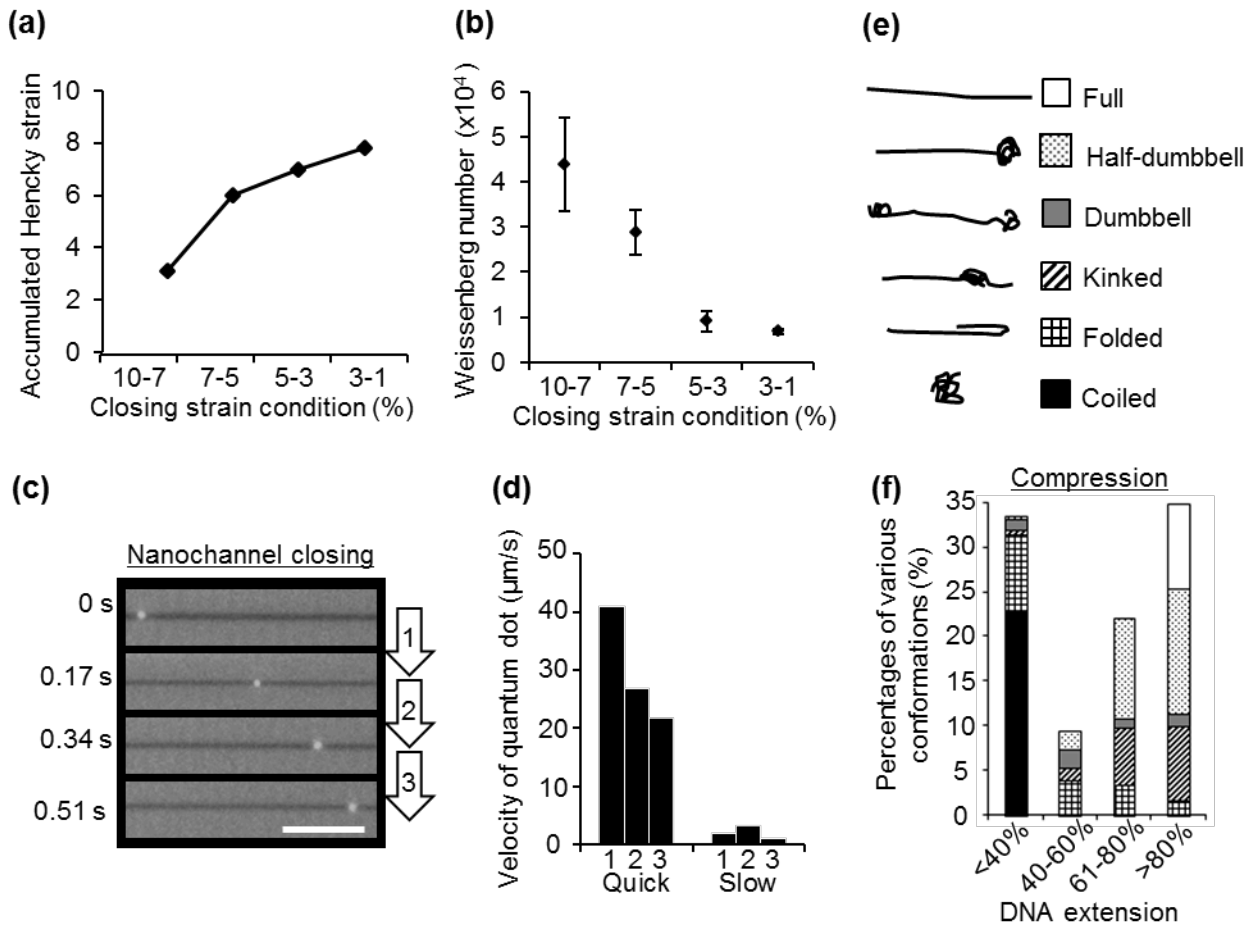 (a)
Accumulated Hencky strain
10
8
6
4
2
0
10-7 7-5 5-3 3-1
Closing strain condition (%)
(b)
Weissenberg number (x10⁴)
6
5
4
3
2
1
0
10-7 7-5 5-3 3-1
Closing strain condition (%)
(e)
Full
Half-dumbbell
Dumbbell
Kinked
Folded
Coiled
(c)
Nanochannel closing
0 s
0.17 s
0.34 s
0.51 s
1
2
3
(d)
Velocity of quantum dot (µm/s)
50
40
30
20
10
0
1 2 3 1 2 3
Quick Slow
(f)
Compression
Percentages of various
conformations (%)
35
30
25
20
15
10
5
0
<40% 40-60% 61-80% >80%
DNA extension